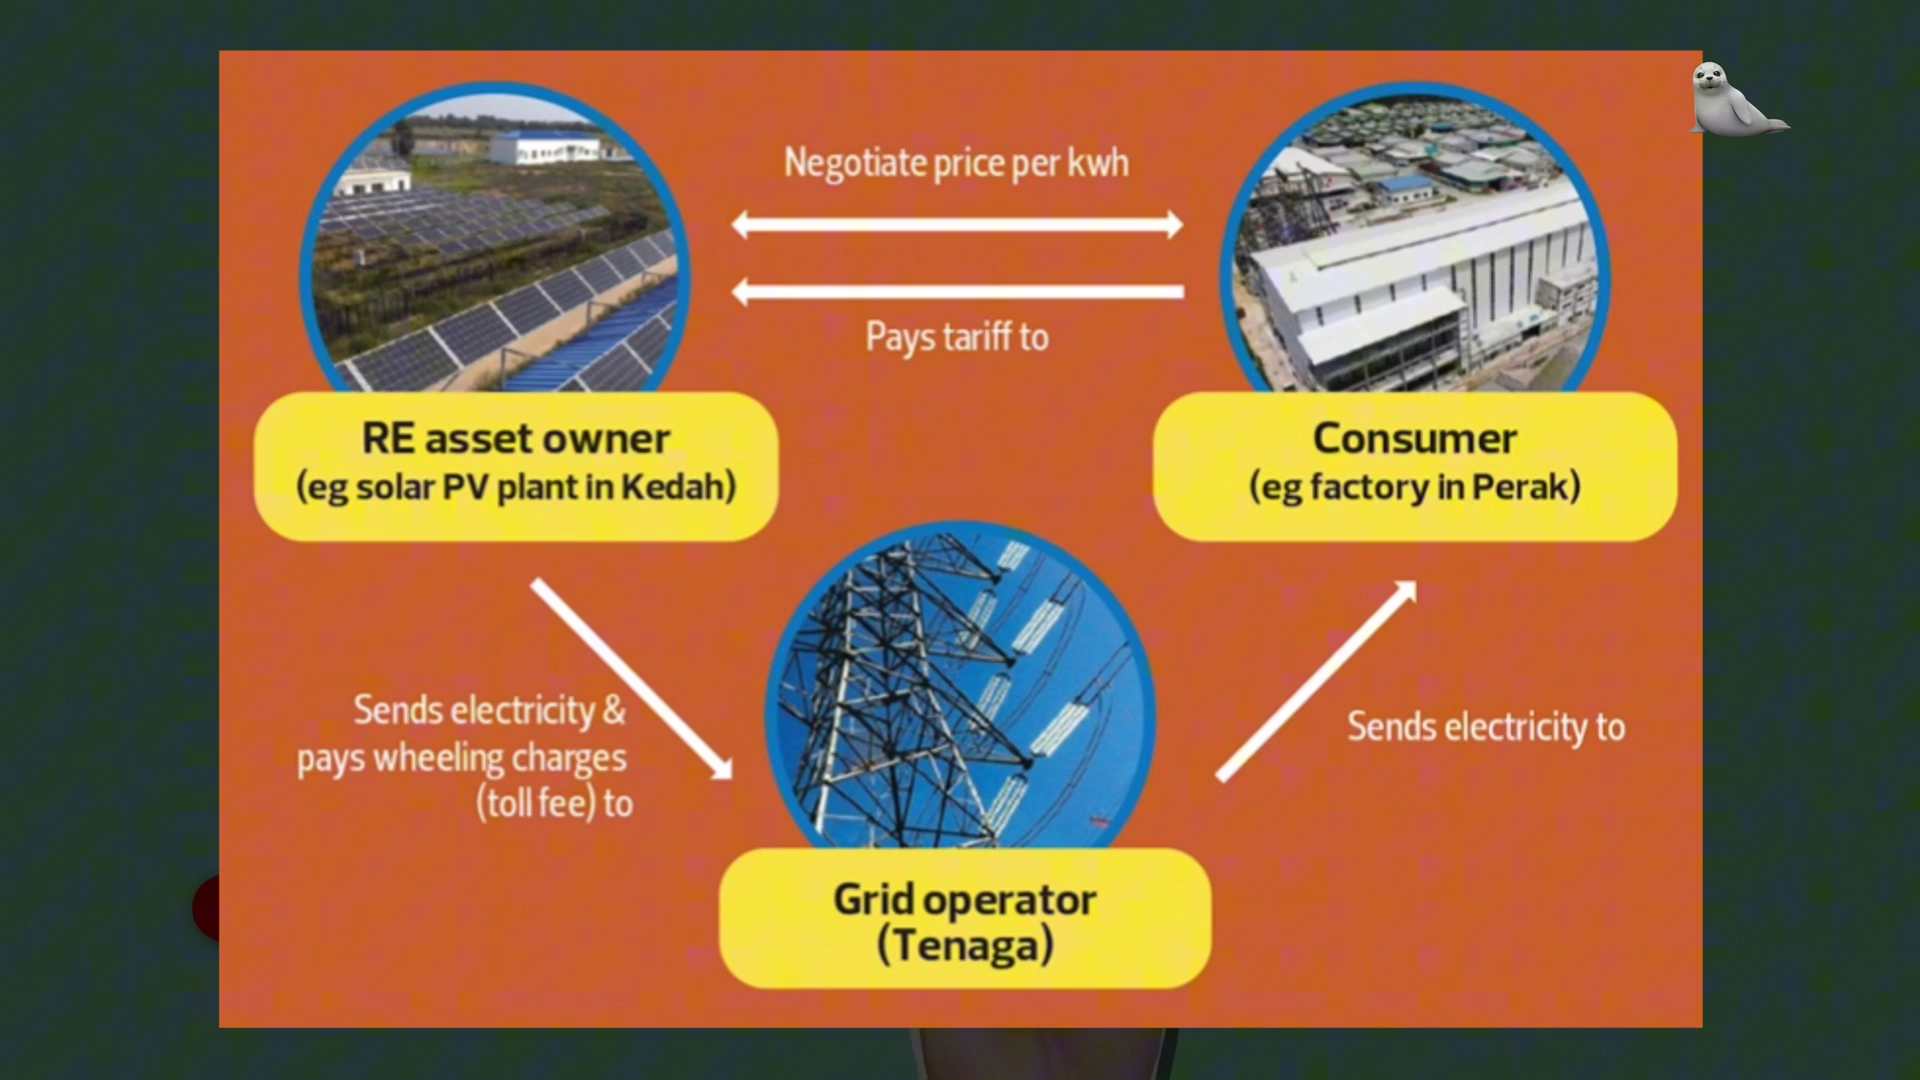 Negotiate price per kwh
Pays tariff to
RE asset owner
(eg solar PV plant in Kedah)
Consumer
(eg factory in Perak)
Sends electricity &
pays wheeling charges
(toll fee) to
Sends electricity to
Grid operator
(Tenaga)